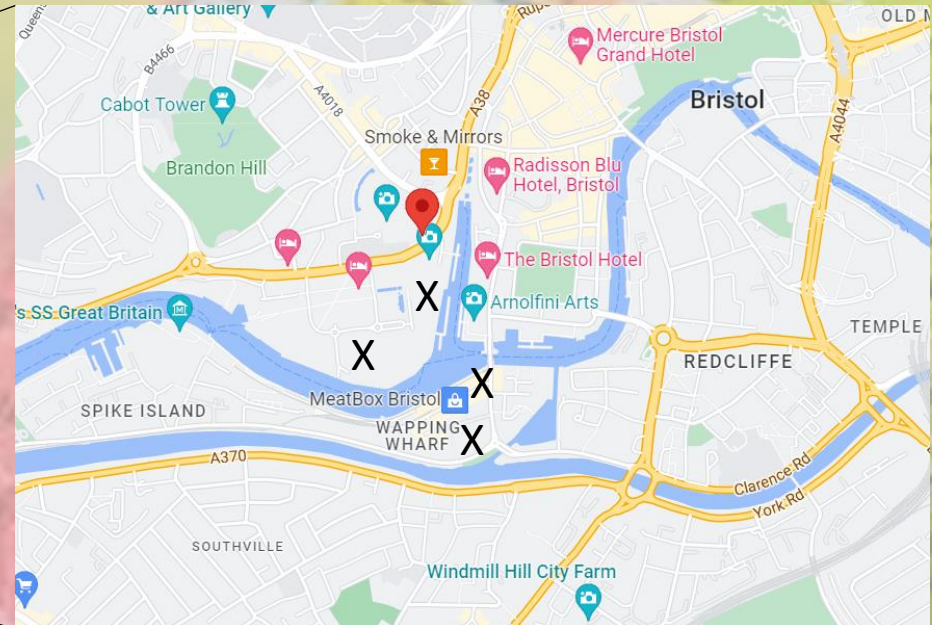 & Art Gallery
OLD
Mercure Bristol
Grand Hotel
B4466
A4018
A38
Bristol
Cabot Tower
A4044
Smoke & Mirrors
Brandon Hill
Radisson Blu
Hotel, Bristol
The Bristol Hotel
X
Arnolfini Arts
's SS Great Britain
TEMPLE
X
REDCLIFFE
X
MeatBox Bristol
SPIKE ISLAND
WAPPING
WHARF
X
A370
Clarence Rd
York Rd
SOUTHVILLE
Windmill Hill City Farm